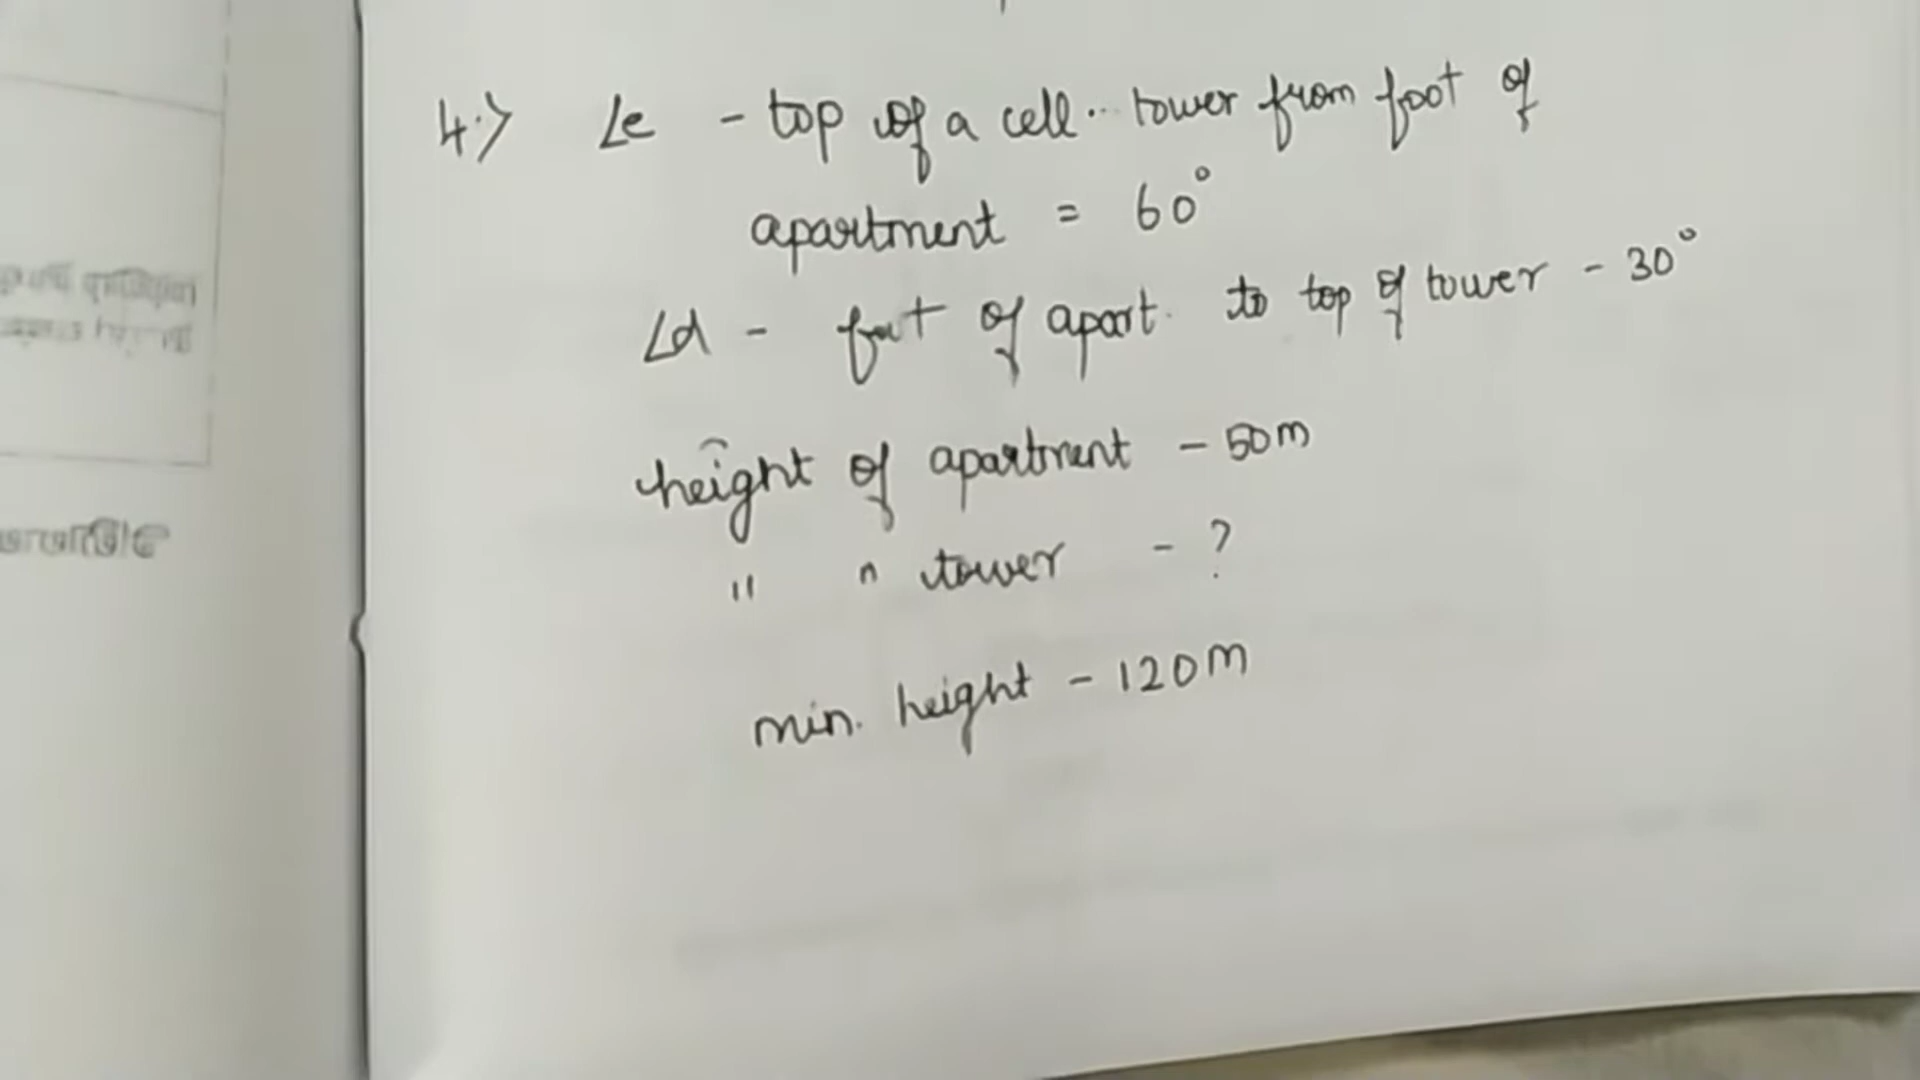 4.) ∠e - top of a cell.. tower from foot of
apartment = 60°
∠d - foot of apart. to top of tower - 30°
height of apartment - 50m
" " tower - ?
min. height - 120m